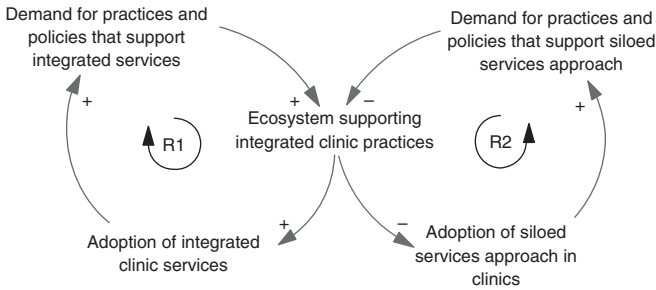 Demand for practices and
policies that support
integrated services
Demand for practices and
policies that support siloed
services approach
+
+
–
+
Ecosystem supporting
integrated clinic practices
R1
R2
+
–
Adoption of integrated
clinic services
Adoption of siloed
services approach in
clinics